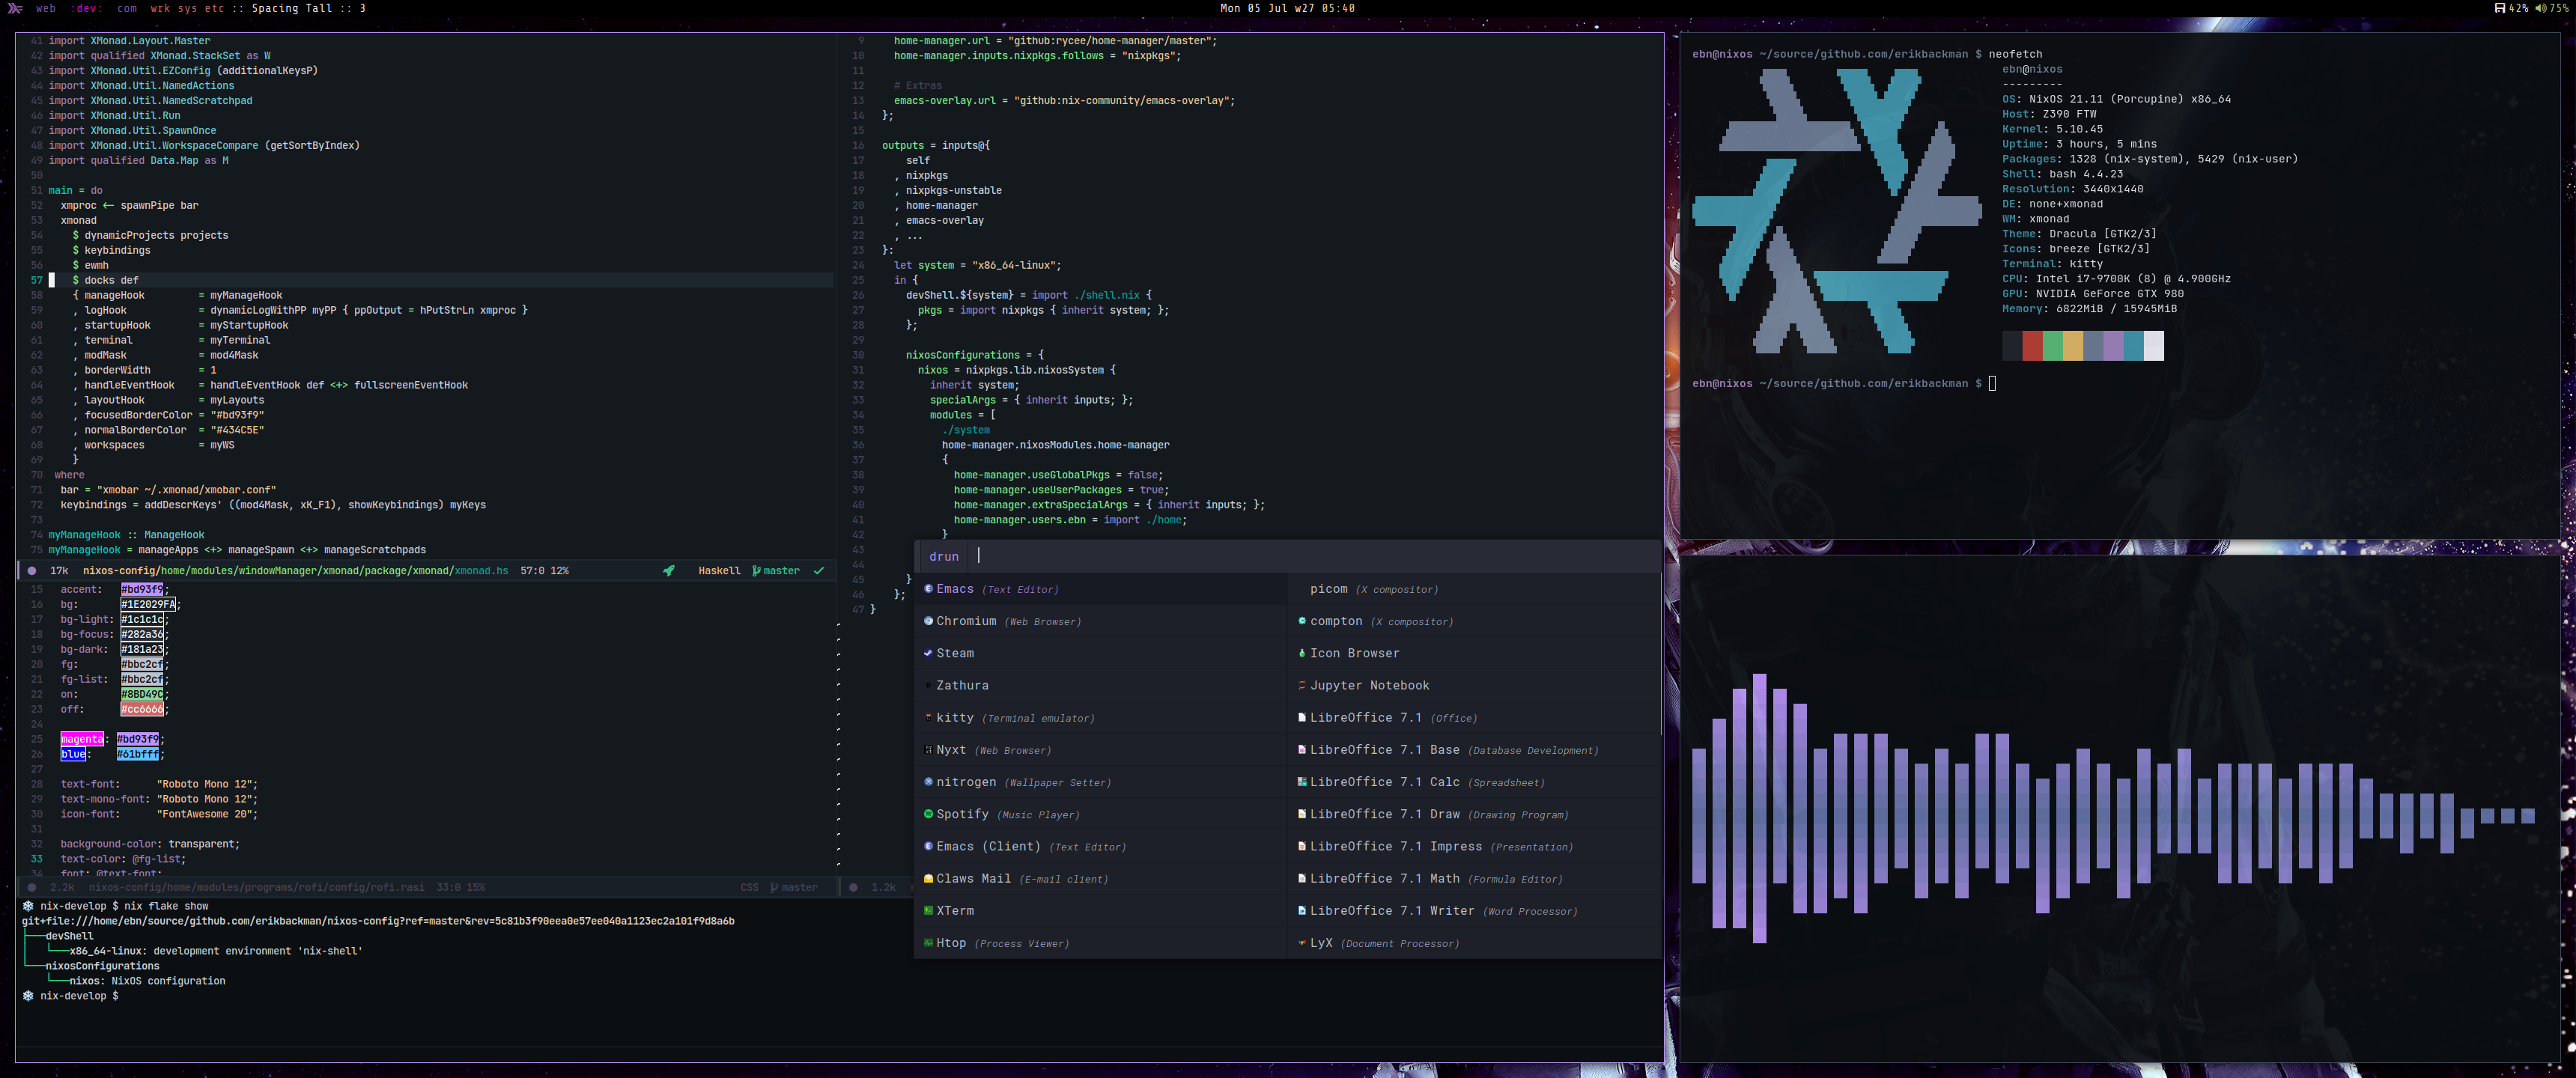 web :dev: com wrk sys etc :: Spacing Tall :: 3
Mon 05 Jul w27 05:40
42% 75%
41 import XMonad.Layout.Master
42 import qualified XMonad.StackSet as W
43 import XMonad.Util.EZConfig (additionalKeysP)
44 import XMonad.Util.NamedActions
45 import XMonad.Util.NamedScratchpad
46 import XMonad.Util.Run
47 import XMonad.Util.SpawnOnce
48 import XMonad.Util.WorkspaceCompare (getSortByIndex)
49 import qualified Data.Map as M
50
51 main = do
52 xmproc <- spawnPipe bar
53 xmonad
54 $ dynamicProjects projects
55 $ keybindings
56 $ ewmh
57 $ docks def
58 { manageHook = myManageHook
59 , logHook = dynamicLogWithPP myPP { ppOutput = hPutStrLn xmproc }
60 , startupHook = myStartupHook
61 , terminal = myTerminal
62 , modMask = mod4Mask
63 , borderWidth = 1
64 , handleEventHook = handleEventHook def <+> fullscreenEventHook
65 , layoutHook = myLayouts
66 , focusedBorderColor = "#bd93f9"
67 , normalBorderColor = "#434C5E"
68 , workspaces = myWS
69 }
70 where
71 bar = "xmobar ~/.xmonad/xmobar.conf"
72 keybindings = addDescrKeys' ((mod4Mask, xK_F1), showKeybindings) myKeys
73
74 myManageHook :: ManageHook
75 myManageHook = manageApps <+> manageSpawn <+> manageScratchpads
17k nixos-config/home/modules/windowManager/xmonad/package/xmonad/xmonad.hs 57:0 12% Haskell master
15 accent: #bd93f9;
16 bg: #1E2029FA;
17 bg-light: #1c1c1c;
18 bg-focus: #282a36;
19 bg-dark: #181a23;
20 fg: #bbc2cf;
21 fg-list: #bbc2cf;
22 on: #8BD49C;
23 off: #cc6666;
24
25 magenta: #bd93f9;
26 blue: #61bfff;
27
28 text-font: "Roboto Mono 12";
29 text-mono-font: "Roboto Mono 12";
30 icon-font: "FontAwesome 20";
31
32 background-color: transparent;
33 text-color: @fg-list;
34 font: @text-font;
2.2k nixos-config/home/modules/programs/rofi/config/rofi.rasi 33:0 15% CSS master
nix-develop $ nix flake show
git+file:///home/ebn/source/github.com/erikbackman/nixos-config?ref=master&rev=5c81b3f90eea0e57ee040a1123ec2a101f9d8a6b
├───devShell
│ └───x86_64-linux: development environment 'nix-shell'
└───nixosConfigurations
└───nixos: NixOS configuration
nix-develop $
9 home-manager.url = "github:rycee/home-manager/master";
10 home-manager.inputs.nixpkgs.follows = "nixpkgs";
11
12 # Extras
13 emacs-overlay.url = "github:nix-community/emacs-overlay";
14 };
15
16 outputs = inputs@{
17 self
18 , nixpkgs
19 , nixpkgs-unstable
20 , home-manager
21 , emacs-overlay
22 , ...
23 }:
24 let system = "x86_64-linux";
25 in {
26 devShell.${system} = import ./shell.nix {
27 pkgs = import nixpkgs { inherit system; };
28 };
29
30 nixosConfigurations = {
31 nixos = nixpkgs.lib.nixosSystem {
32 inherit system;
33 specialArgs = { inherit inputs; };
34 modules = [
35 ./system
36 home-manager.nixosModules.home-manager
37 {
38 home-manager.useGlobalPkgs = false;
39 home-manager.useUserPackages = true;
40 home-manager.extraSpecialArgs = { inherit inputs; };
41 home-manager.users.ebn = import ./home;
42 }
43
44
45 }
46 };
47 }
1.2k
drun
Emacs (Text Editor)
Chromium (Web Browser)
Steam
Zathura
kitty (Terminal emulator)
Nyxt (Web Browser)
nitrogen (Wallpaper Setter)
Spotify (Music Player)
Emacs (Client) (Text Editor)
Claws Mail (E-mail client)
XTerm
Htop (Process Viewer)
picom (X compositor)
compton (X compositor)
Icon Browser
Jupyter Notebook
LibreOffice 7.1 (Office)
LibreOffice 7.1 Base (Database Development)
LibreOffice 7.1 Calc (Spreadsheet)
LibreOffice 7.1 Draw (Drawing Program)
LibreOffice 7.1 Impress (Presentation)
LibreOffice 7.1 Math (Formula Editor)
LibreOffice 7.1 Writer (Word Processor)
LyX (Document Processor)
ebn@nixos ~/source/github.com/erikbackman $ neofetch
ebn@nixos
---------
OS: NixOS 21.11 (Porcupine) x86_64
Host: Z390 FTW
Kernel: 5.10.45
Uptime: 3 hours, 5 mins
Packages: 1328 (nix-system), 5429 (nix-user)
Shell: bash 4.4.23
Resolution: 3440x1440
DE: none+xmonad
WM: xmonad
Theme: Dracula [GTK2/3]
Icons: breeze [GTK2/3]
Terminal: kitty
CPU: Intel i7-9700K (8) @ 4.900GHz
GPU: NVIDIA GeForce GTX 980
Memory: 6822MiB / 15945MiB
ebn@nixos ~/source/github.com/erikbackman $